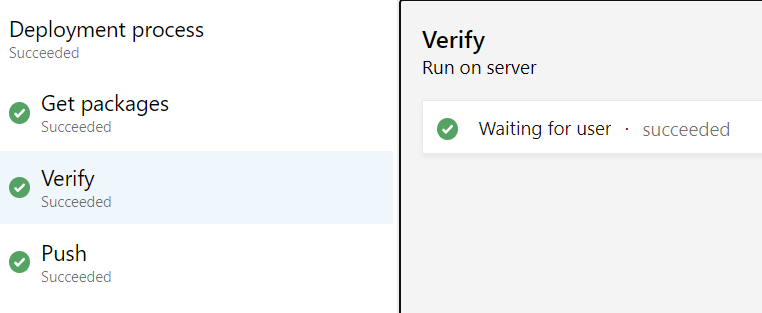 Deployment process
Succeeded
Get packages
Succeeded
Verify
Succeeded
Push
Succeeded
Verify
Run on server
Waiting for user · succeeded